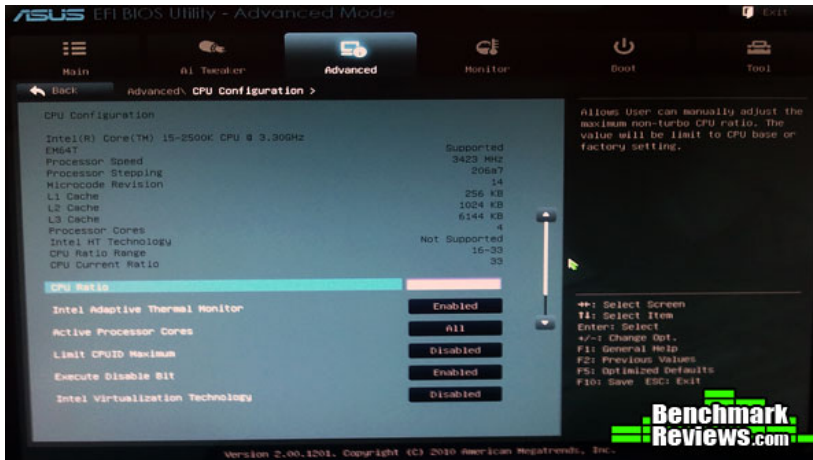 ASUS EFI BIOS Utility - Advanced Mode
Exit
Main
Ai Tweaker
Advanced
Monitor
Boot
Tool
Back Advanced\ CPU Configuration >
CPU Configuration
Intel(R) Core(TM) i5-2500K CPU @ 3.30GHz
EM64T Supported
Processor Speed 3423 MHz
Processor Stepping 206a7
Microcode Revision 14
L1 Cache 256 KB
L2 Cache 1024 KB
L3 Cache 6144 KB
Processor Cores 4
Intel HT Technology Not Supported
CPU Ratio Range 16-33
CPU Current Ratio 33
CPU Ratio
Intel Adaptive Thermal Monitor Enabled
Active Processor Cores All
Limit CPUID Maximum Disabled
Execute Disable Bit Enabled
Intel Virtualization Technology Disabled
Allows User can manually adjust the
maximum non-turbo CPU ratio. The
value will be limit to CPU base or
factory setting.
→←: Select Screen
↑↓: Select Item
Enter: Select
+/-: Change Opt.
F1: General Help
F2: Previous Values
F5: Optimized Defaults
F10: Save ESC: Exit
Version 2.00.1201. Copyright (C) 2010 American Megatrends, Inc.
Benchmark
Reviews.com